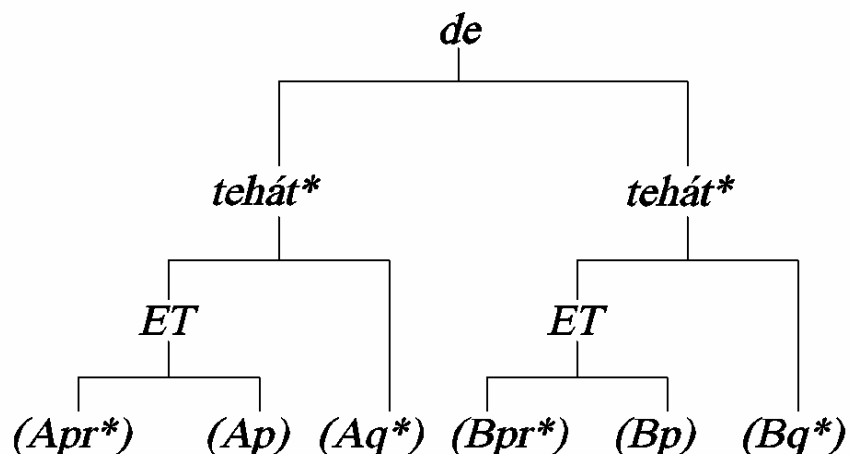 de
tehát* tehát*
ET ET
(Apr*) (Ap) (Aq*) (Bpr*) (Bp) (Bq*)